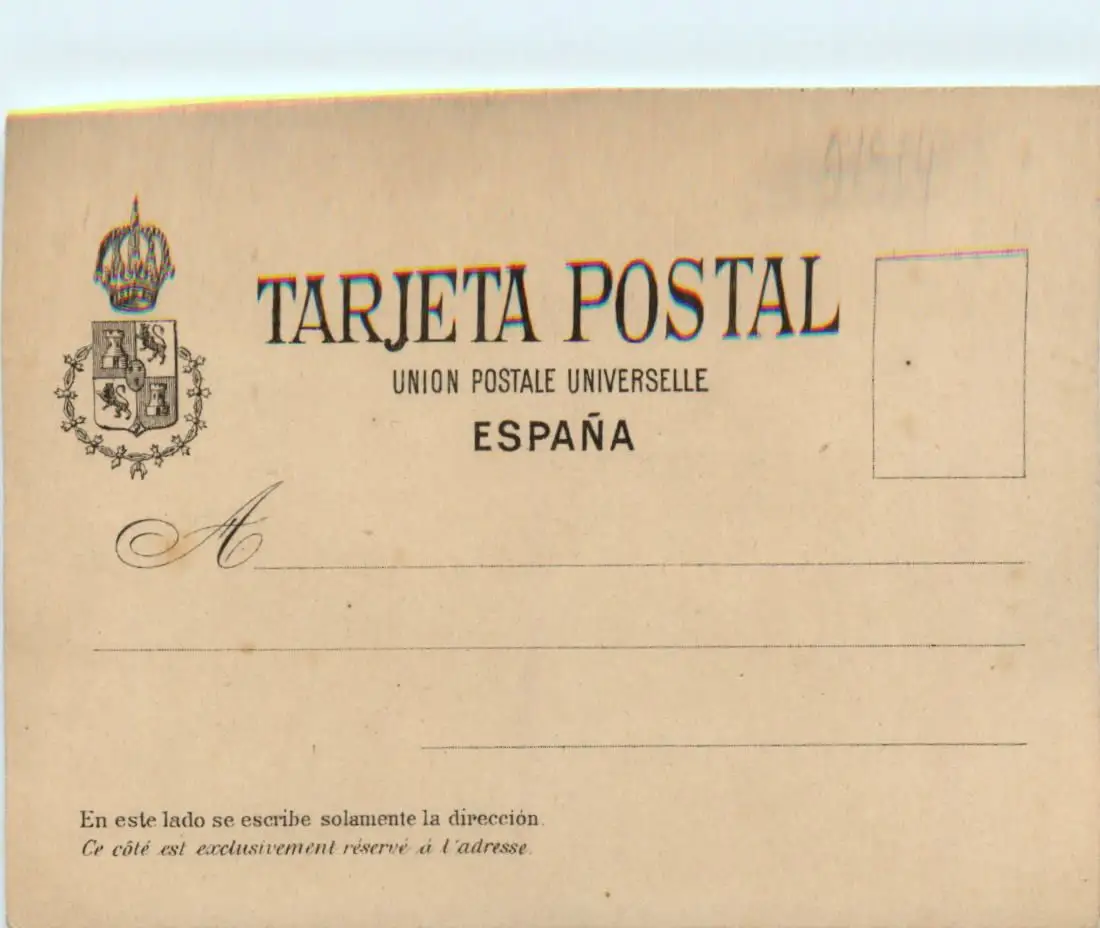 TARJETA POSTAL
UNION POSTALE UNIVERSELLE
ESPAÑA
A
En este lado se escribe solamente la dirección.
Ce côté est exclusivement réservé á l'adresse.